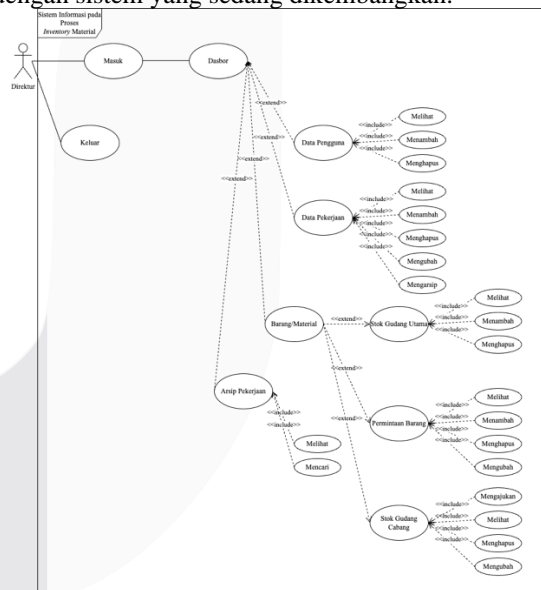 dengan sistem yang sedang dikembangkan.
Sistem Informasi pada
Proses
Inventory Material
Direktur
Masuk
Dasbor
Keluar
<<extend>>
<<extend>>
<<extend>>
<<extend>>
Data Pengguna
<<include>>
<<include>>
<<include>>
Melihat
Menambah
Menghapus
Data Pekerjaan
<<include>>
<<include>>
<<include>>
<<include>>
<<include>>
Melihat
Menambah
Menghapus
Mengubah
Mengarsip
Barang/Material
<<extend>>
<<extend>>
<<extend>>
Stok Gudang Utama
<<include>>
<<include>>
<<include>>
Melihat
Menambah
Menghapus
Arsip Pekerjaan
<<include>>
<<include>>
Melihat
Mencari
Permintaan Barang
<<include>>
<<include>>
<<include>>
<<include>>
Melihat
Menambah
Menghapus
Mengubah
Stok Gudang
Cabang
<<include>>
<<include>>
<<include>>
<<include>>
Mengajukan
Melihat
Menghapus
Mengubah